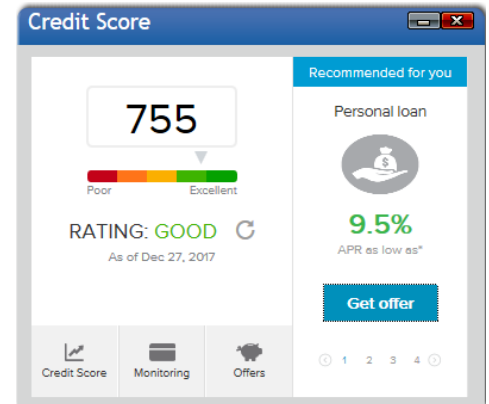 Credit Score
755
Poor Excellent
RATING: GOOD
As of Dec 27, 2017
Credit Score
Monitoring
Offers
Recommended for you
Personal loan
$
9.5%
APR as low as*
Get offer
1 2 3 4